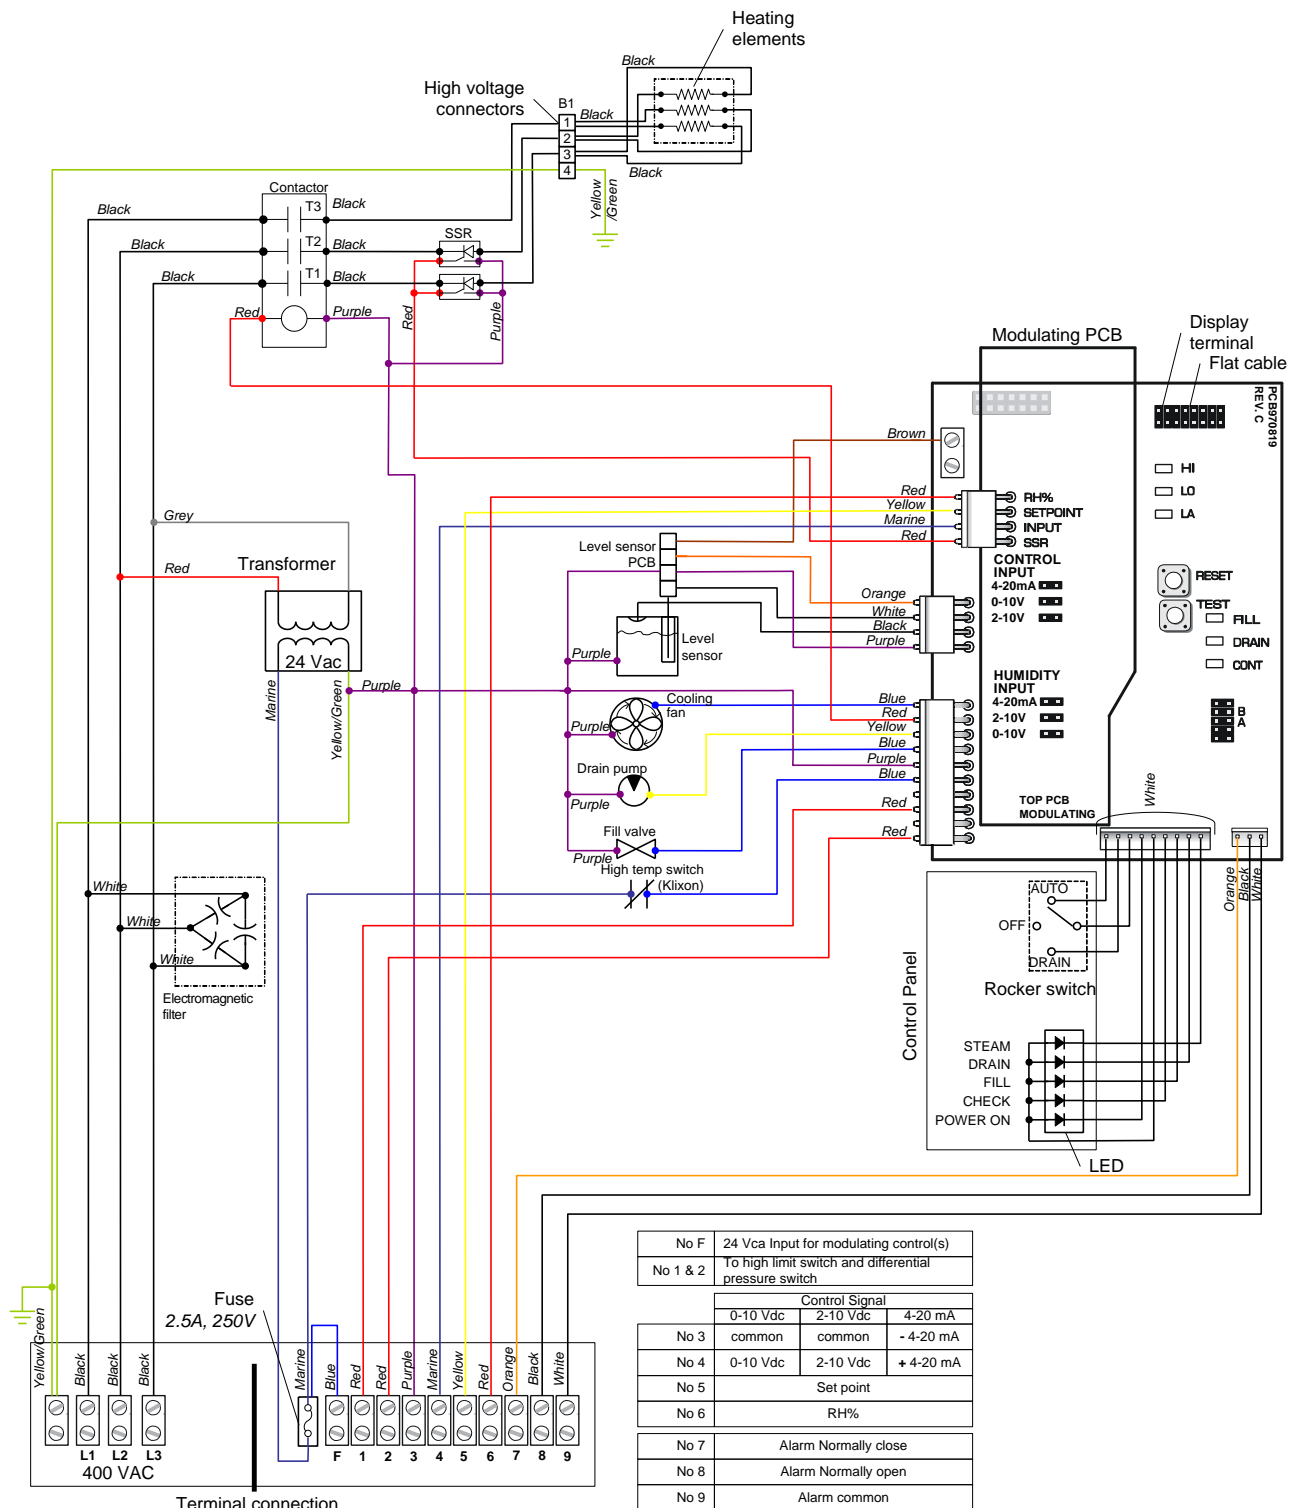 Heating
elements
Black
High voltage
connectors
B1
Black
1
2
3
4
Black
Yellow
/Green
Contactor
Black
T3
Black
Black
T2
Black
SSR
Black
T1
Black
Red
Purple
Red
Purple
Display
terminal
Flat cable
Modulating PCB
PCB970819
REV. C
Brown
HI
LO
LA
Red
RH%
Yellow
SETPOINT
Marine
INPUT
Red
SSR
CONTROL
INPUT
4-20mA
0-10V
2-10V
RESET
TEST
FILL
DRAIN
CONT
Grey
Transformer
Red
24 Vac
Marine
Yellow/Green
Purple
Level sensor
PCB
Level
sensor
Purple
Orange
White
Black
Purple
HUMIDITY
INPUT
4-20mA
2-10V
0-10V
B
A
Cooling
fan
Purple
Drain pump
Purple
Fill valve
Purple
High temp switch
(Klixon)
Blue
Red
Yellow
Blue
Purple
Blue
Red
Red
TOP PCB
MODULATING
White
Orange
Black
White
White
White
White
Electromagnetic
filter
Control Panel
AUTO
OFF
DRAIN
Rocker switch
STEAM
DRAIN
FILL
CHECK
POWER ON
LED
No F 24 Vca Input for modulating control(s)
No 1 & 2 To high limit switch and differential
pressure switch
Control Signal
0-10 Vdc 2-10 Vdc 4-20 mA
No 3 common common - 4-20 mA
No 4 0-10 Vdc 2-10 Vdc + 4-20 mA
No 5 Set point
No 6 RH%
No 7 Alarm Normally close
No 8 Alarm Normally open
No 9 Alarm common
Fuse
2.5A, 250V
Yellow/Green
Black
Black
Black
Marine
Blue
Red
Red
Purple
Marine
Yellow
Red
Orange
Black
White
L1 L2 L3
F 1 2 3 4 5 6 7 8 9
400 VAC
Terminal connection